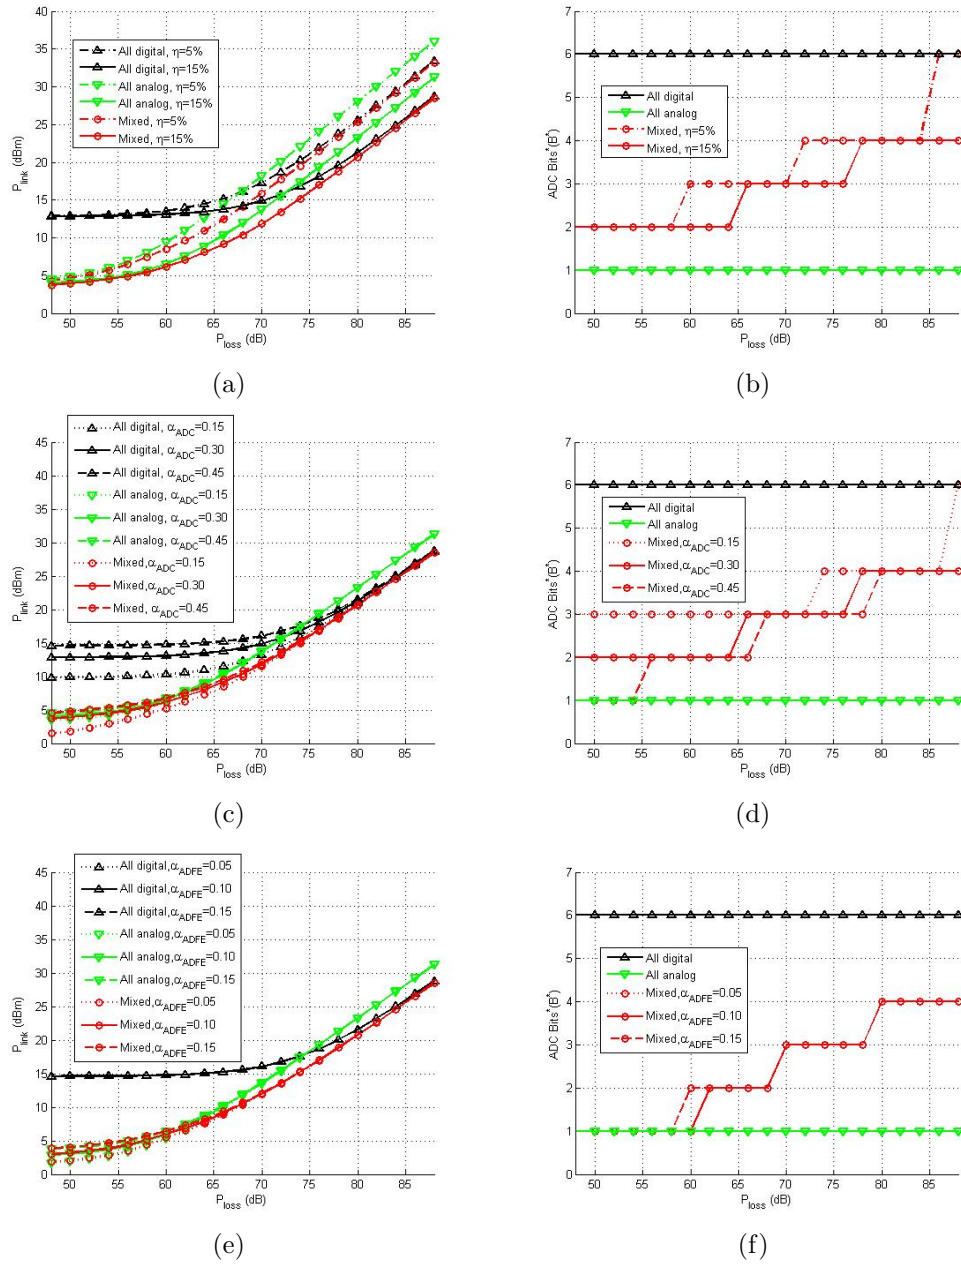 40
35
30
25
20
15
10
5
0
P_link (dBm)
All digital, η=5%
All digital, η=15%
All analog, η=5%
All analog, η=15%
Mixed, η=5%
Mixed, η=15%
50 55 60 65 70 75 80 85
P_loss (dB)
(a)
7
6
5
4
3
2
1
0
ADC Bits*(B*)
All digital
All analog
Mixed, η=5%
Mixed, η=15%
50 55 60 65 70 75 80 85
P_loss (dB)
(b)
45
40
35
30
25
20
15
10
5
0
P_link (dBm)
All digital, α_ADC=0.15
All digital, α_ADC=0.30
All digital, α_ADC=0.45
All analog, α_ADC=0.15
All analog, α_ADC=0.30
All analog, α_ADC=0.45
Mixed,α_ADC=0.15
Mixed,α_ADC=0.30
Mixed, α_ADC=0.45
50 55 60 65 70 75 80 85
P_loss (dB)
(c)
7
6
5
4
3
2
1
0
ADC Bits*(B*)
All digital
All analog
Mixed,α_ADC=0.15
Mixed,α_ADC=0.30
Mixed,α_ADC=0.45
50 55 60 65 70 75 80 85
P_loss (dB)
(d)
45
40
35
30
25
20
15
10
5
0
P_link (dBm)
All digital,α_ADFE=0.05
All digital,α_ADFE=0.10
All digital,α_ADFE=0.15
All analog,α_ADFE=0.05
All analog,α_ADFE=0.10
All analog,α_ADFE=0.15
Mixed,α_ADFE=0.05
Mixed,α_ADFE=0.10
Mixed,α_ADFE=0.15
50 55 60 65 70 75 80 85
P_loss (dB)
(e)
7
6
5
4
3
2
1
0
ADC Bits*(B*)
All digital
All analog
Mixed,α_ADFE=0.05
Mixed,α_ADFE=0.10
Mixed,α_ADFE=0.15
50 55 60 65 70 75 80 85
P_loss (dB)
(f)